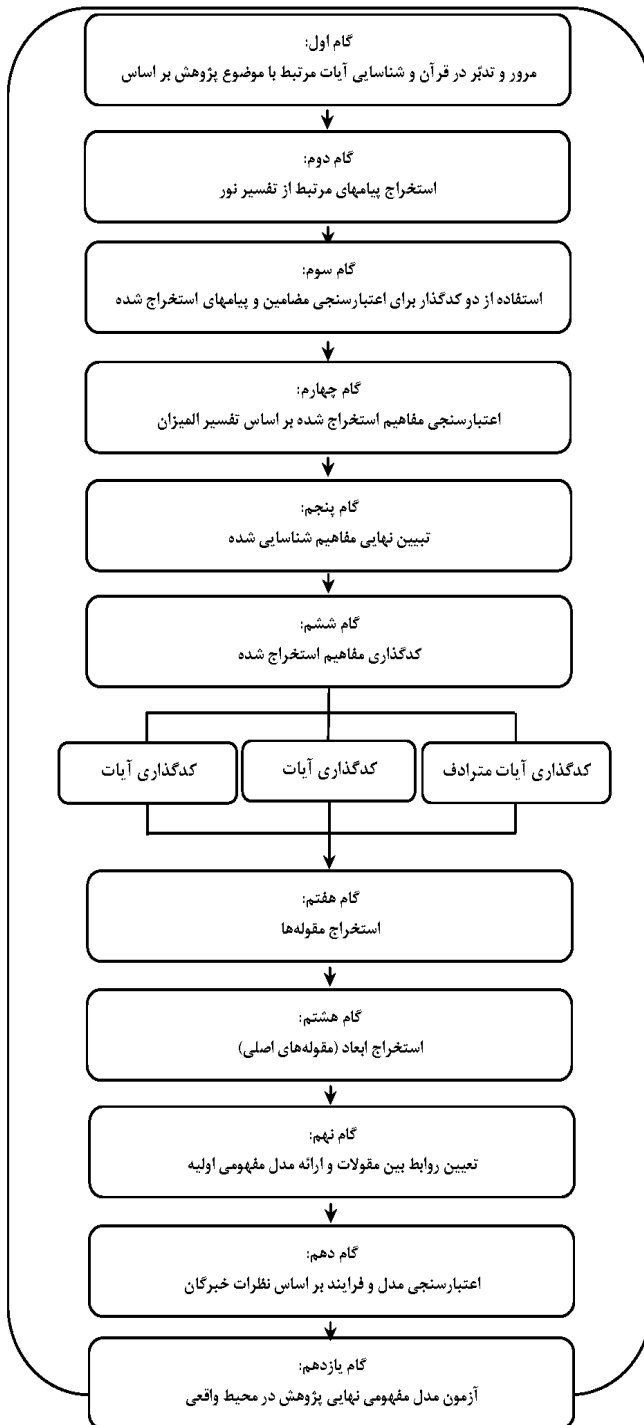 گام اول:
مرور و تدبّر در قرآن و شناسایی آیات مرتبط با موضوع پژوهش بر اساس
گام دوم:
استخراج پیامهای مرتبط از تفسیر نور
گام سوم:
استفاده از دو کدگذار برای اعتبارسنجی مضامین و پیامهای استخراج شده
گام چهارم:
اعتبارسنجی مفاهیم استخراج شده بر اساس تفسیر المیزان
گام پنجم:
تبیین نهایی مفاهیم شناسایی شده
گام ششم:
کدگذاری مفاهیم استخراج شده
کدگذاری آیات مترادف
کدگذاری آیات
کدگذاری آیات
گام هفتم:
استخراج مقوله‌ها
گام هشتم:
استخراج ابعاد (مقوله‌های اصلی)
گام نهم:
تعیین روابط بین مقولات و ارائه مدل مفهومی اولیه
گام دهم:
اعتبارسنجی مدل و فرایند بر اساس نظرات خبرگان
گام یازدهم:
آزمون مدل مفهومی نهایی پژوهش در محیط واقعی